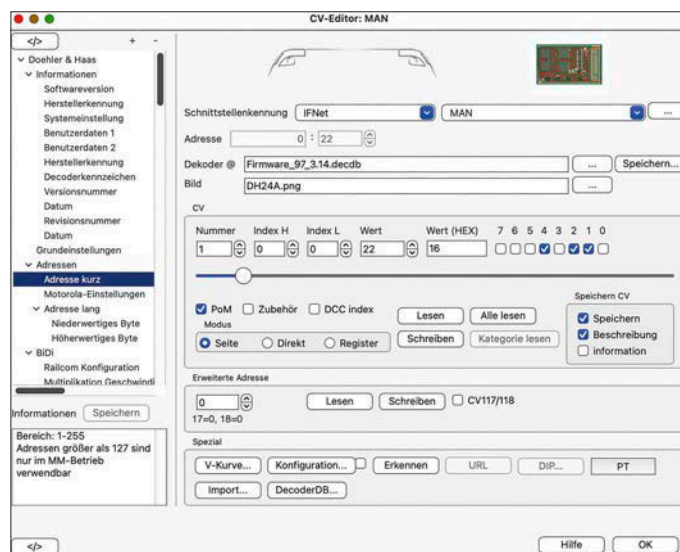 CV-Editor: MAN
</>
+ -
Doehler & Haas
Informationen
Softwareversion
Herstellerkennung
Systemeinstellung
Benutzerdaten 1
Benutzerdaten 2
Herstellerkennung
Decoderkennzeichen
Versionsnummer
Datum
Revisionsnummer
Datum
Grundeinstellungen
Adressen
Adresse kurz
Motorola-Einstellungen
Adresse lang
Niederwertiges Byte
Höherwertiges Byte
BiDi
Railcom Konfiguration
Multiplikation Geschwindi
Informationen Speichern
Bereich: 1-255
Adressen größer als 127 sind
nur im MM-Betrieb
verwendbar
</>
Schnittstellenkennung IFNet MAN ...
Adresse 0 : 22
Dekoder @ Firmware_97_3.14.decdb ... Speichern...
Bild DH24A.png ...
CV
Nummer Index H Index L Wert Wert (HEX) 7 6 5 4 3 2 1 0
1 0 0 22 16
PoM Zubehör DCC index
Modus
Seite Direkt Register
Lesen Alle lesen
Schreiben Kategorie lesen
Speichern CV
Speichern
Beschreibung
information
Erweiterte Adresse
0 Lesen Schreiben CV117/118
17=0, 18=0
Spezial
V-Kurve... Konfiguration... Erkennen URL DIP... PT
Import... DecoderDB...
Hilfe OK